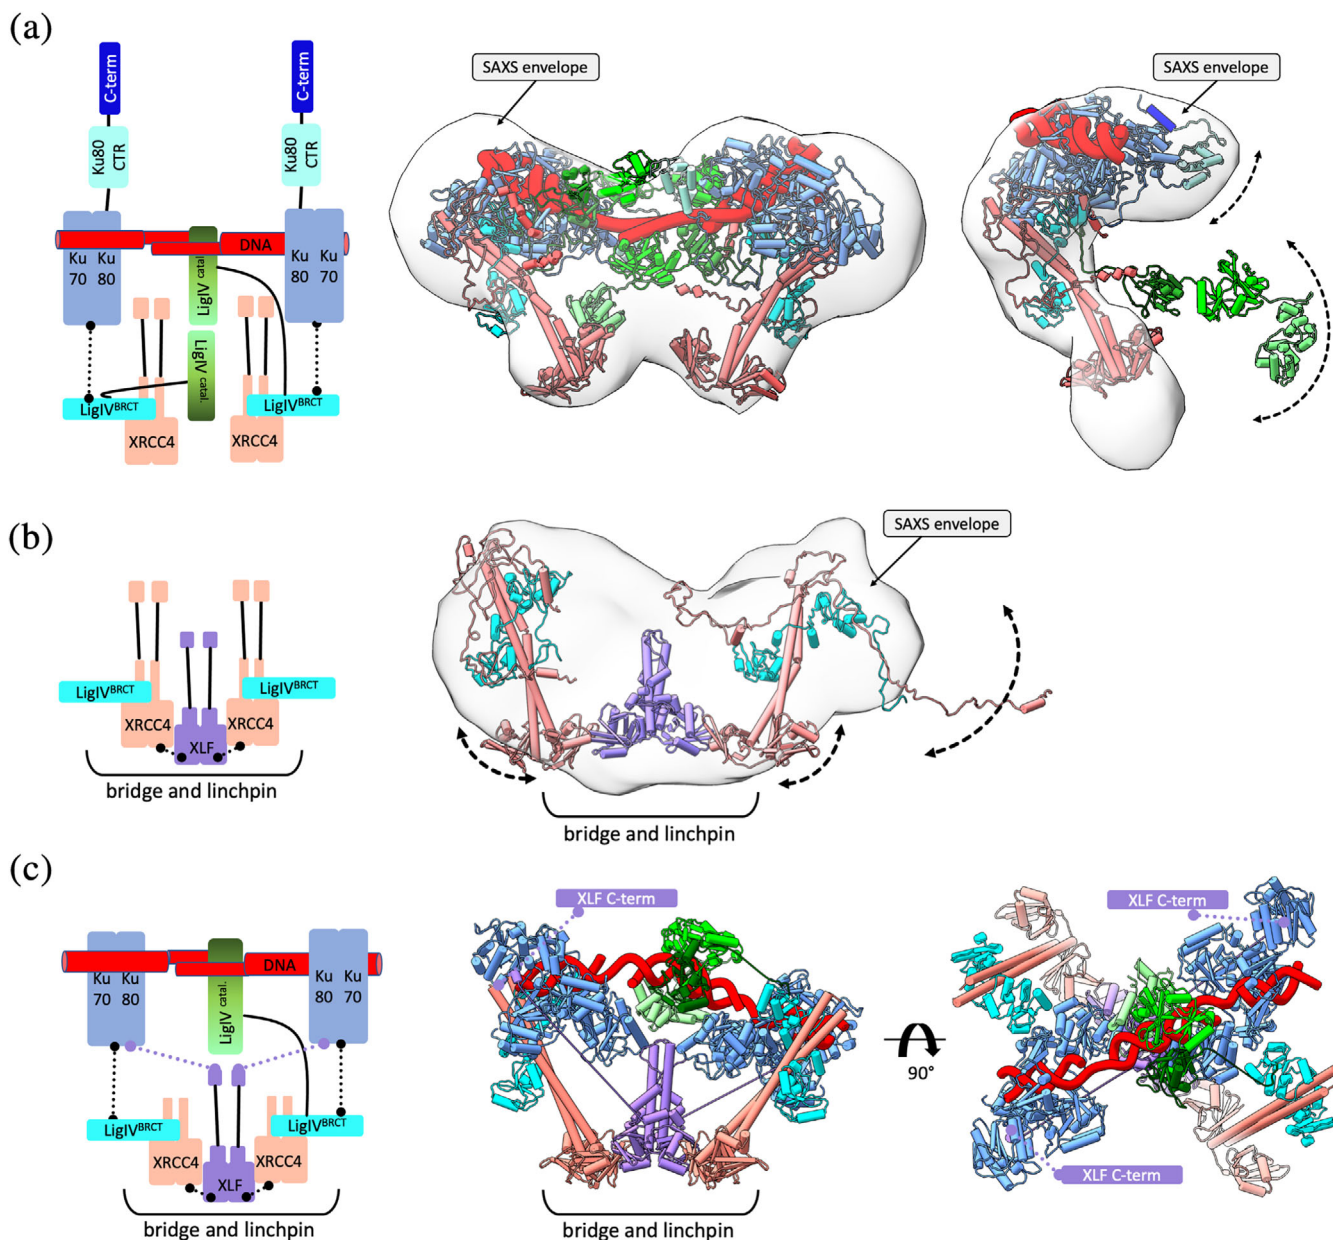 (a)
C-term
C-term
SAXS envelope
SAXS envelope
Ku80
CTR
Ku80
CTR
DNA
Ku Ku
70 80
Ku Ku
80 70
LigIV catal.
LigIV catal.
LigIV BRCT
LigIV BRCT
XRCC4
XRCC4
(b)
SAXS envelope
LigIV BRCT
LigIV BRCT
XRCC4
XRCC4
XLF
bridge and linchpin
bridge and linchpin
(c)
XLF C-term
XLF C-term
DNA
Ku Ku
70 80
Ku Ku
80 70
LigIV catal.
90°
LigIV BRCT
LigIV BRCT
XRCC4
XRCC4
XLF
XLF C-term
bridge and linchpin
bridge and linchpin